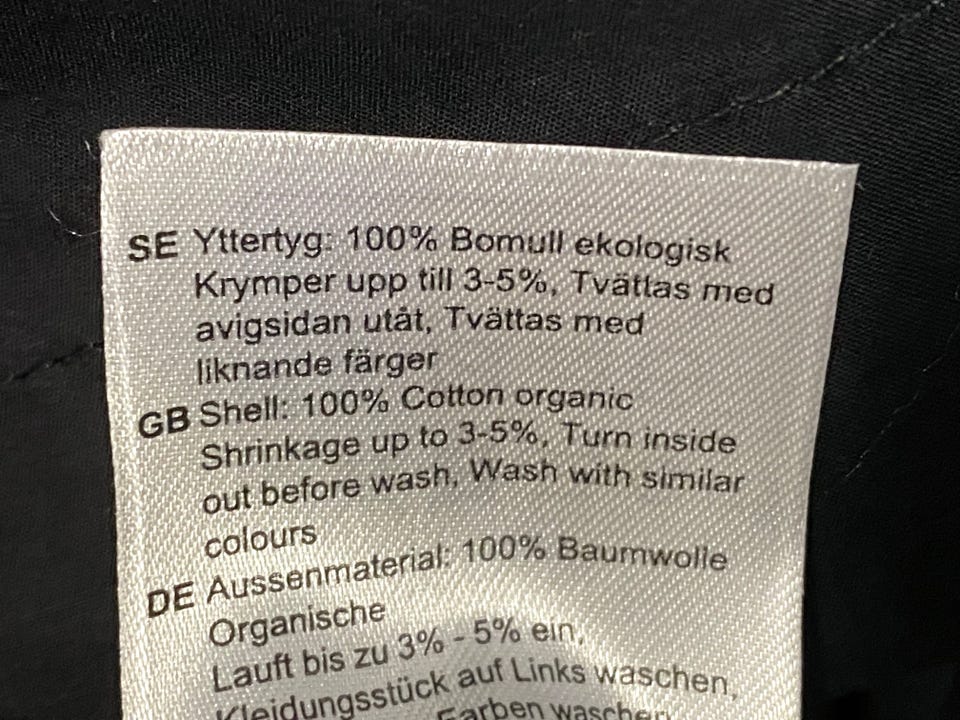 SE Yttertyg: 100% Bomull ekologisk
Krymper upp till 3-5%, Tvättas med
avigsidan utåt, Tvättas med
liknande färger
GB Shell: 100% Cotton organic
Shrinkage up to 3-5%, Turn inside
out before wash, Wash with similar
colours
DE Aussenmaterial: 100% Baumwolle
Organische
Lauft bis zu 3% - 5% ein,
Kleidungsstück auf Links waschen,
Farben waschen